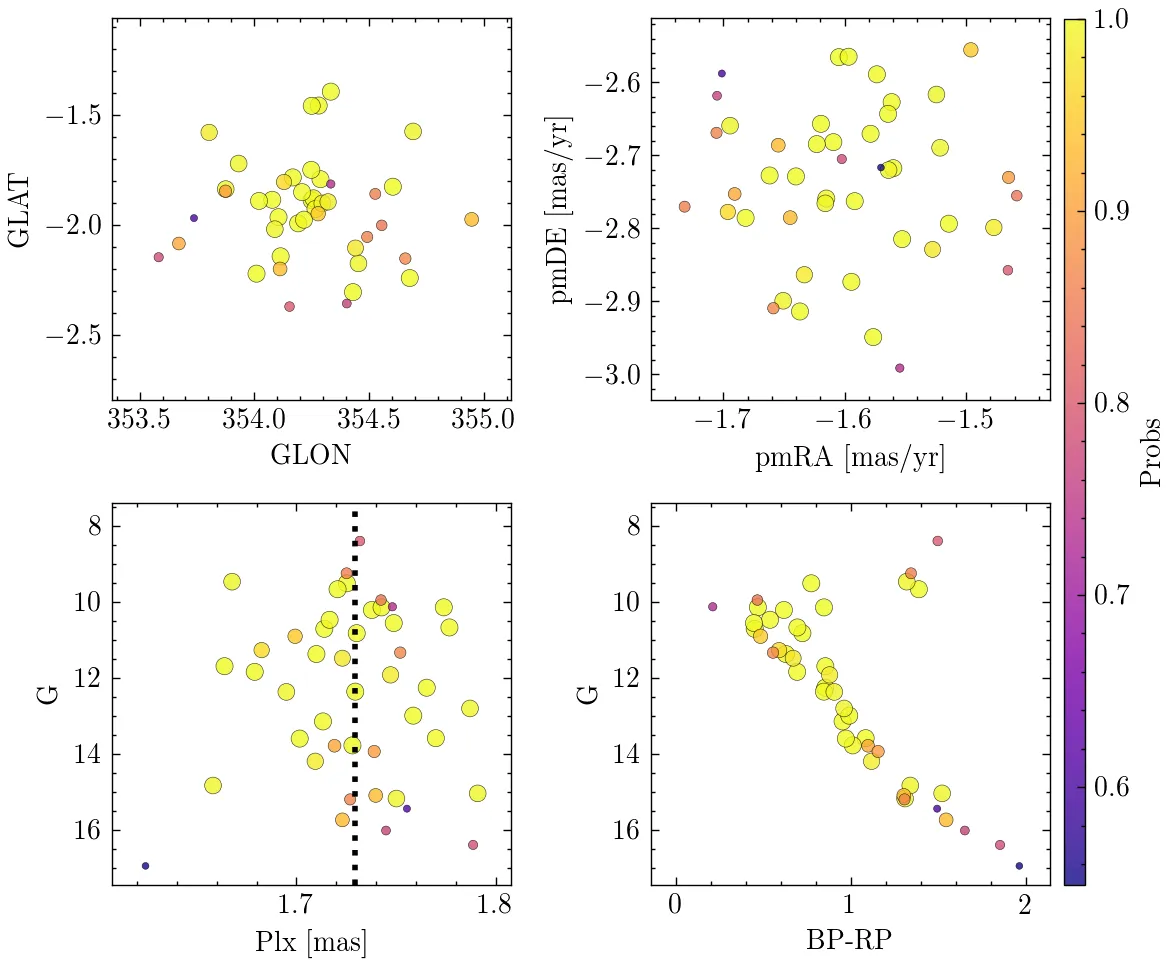 −1.5
−2.0
−2.5
GLAT
353.5 354.0 354.5 355.0
GLON
−2.6
−2.7
−2.8
−2.9
−3.0
pmDE [mas/yr]
−1.7 −1.6 −1.5
pmRA [mas/yr]
8
10
12
14
16
G
1.7 1.8
Plx [mas]
8
10
12
14
16
G
0 1 2
BP-RP
1.0
0.9
0.8
0.7
0.6
Probs